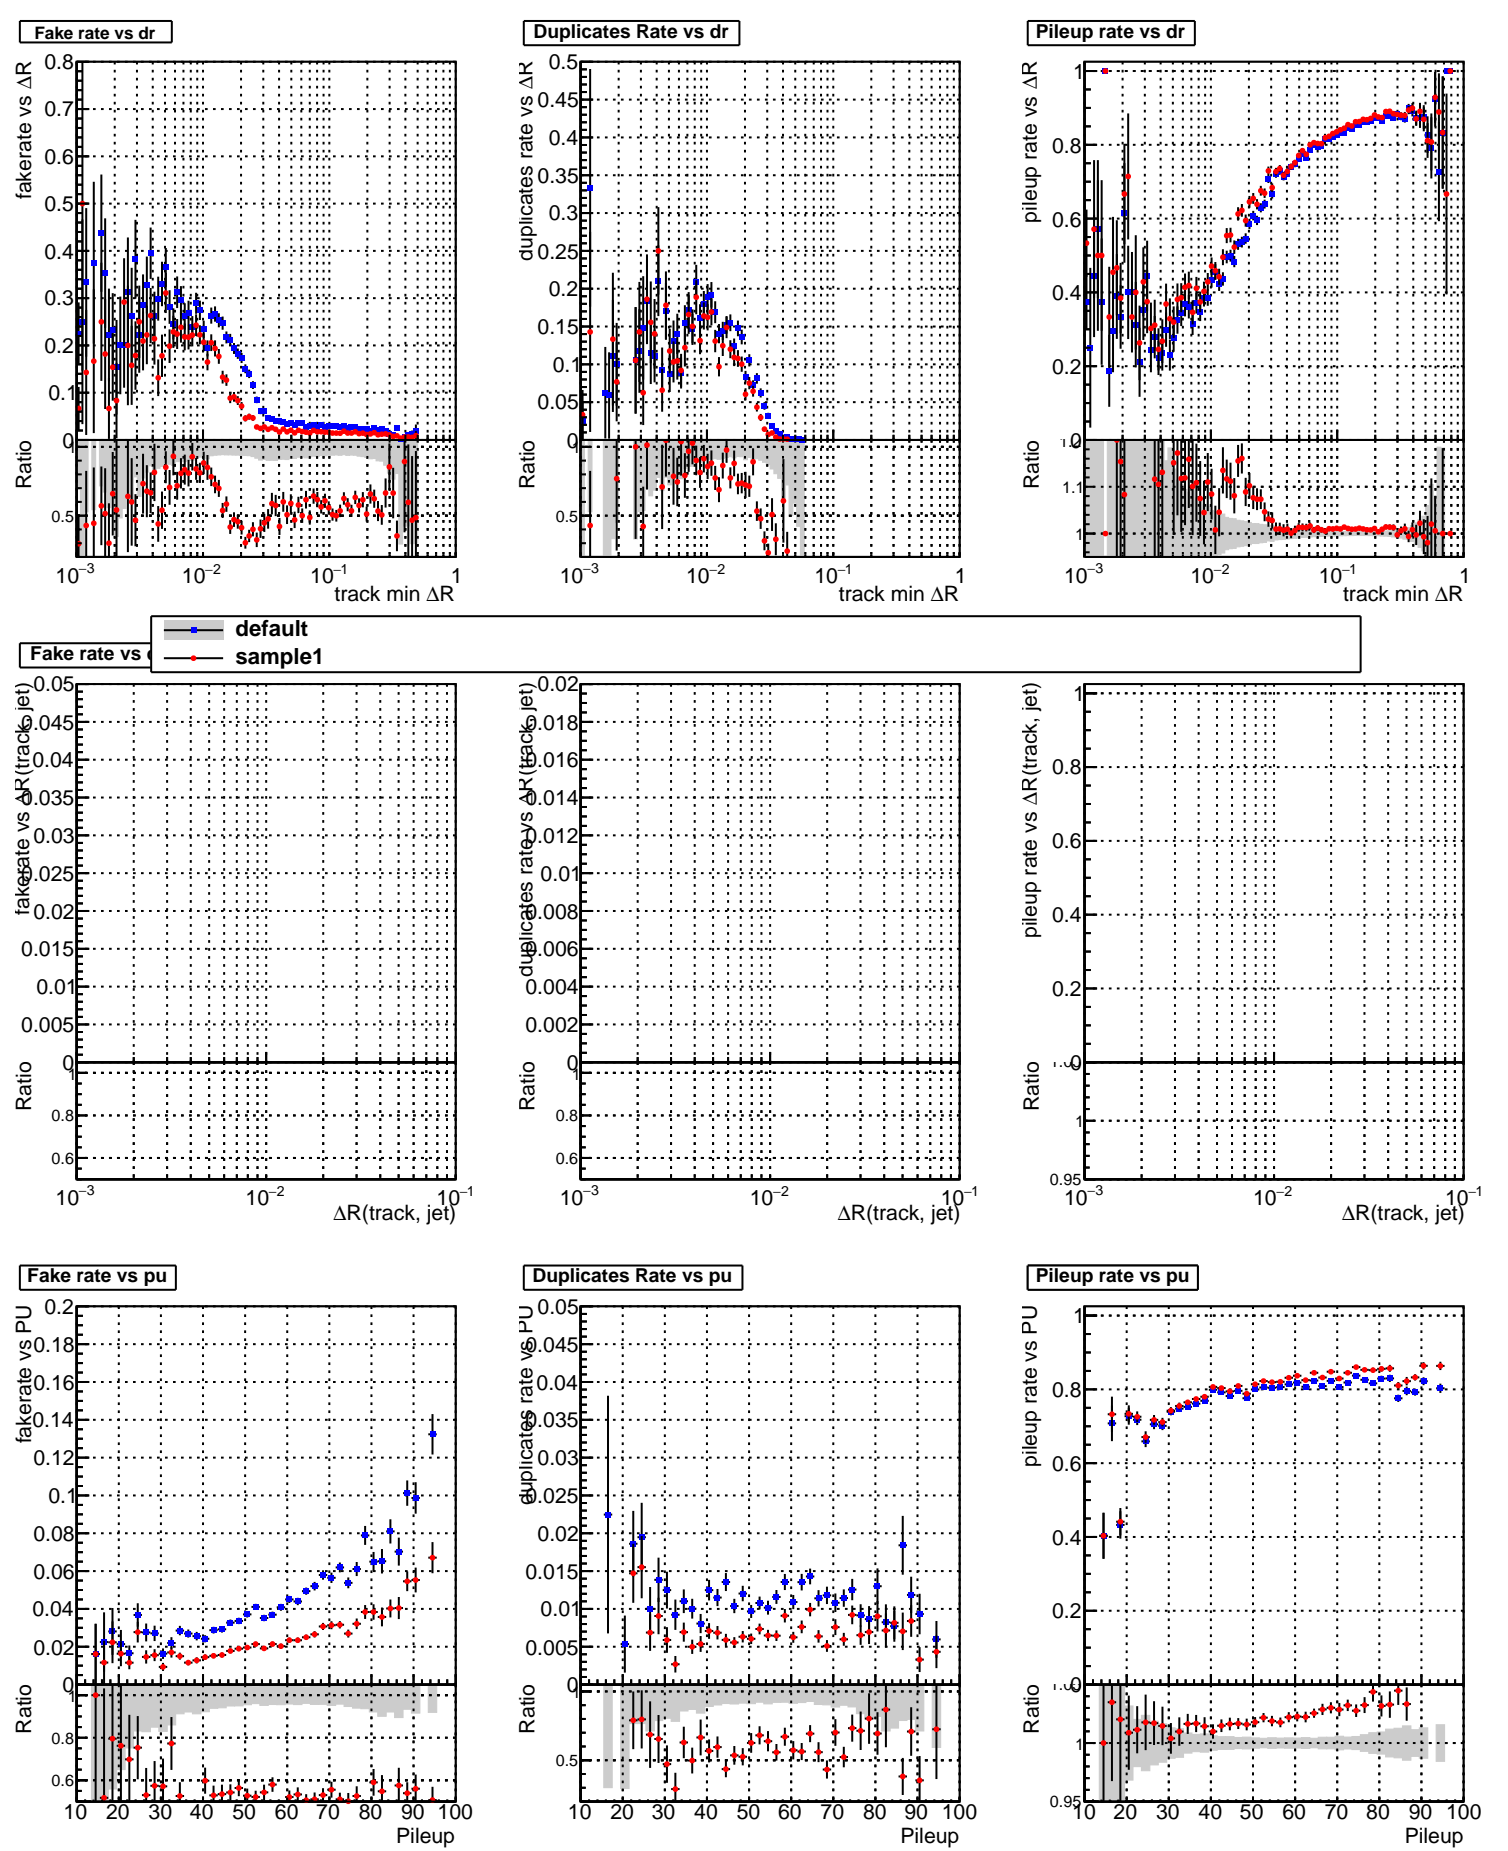 Fake rate vs dr
Duplicates Rate vs dr
Pileup rate vs dr
fakerate vs ΔR
0.8
0.7
0.6
0.5
0.4
0.3
0.2
0.1
0
Ratio
0.5
10⁻³ 10⁻² 10⁻¹ 1
track min ΔR
duplicates rate vs ΔR
0.5
0.45
0.4
0.35
0.3
0.25
0.2
0.15
0.1
0.05
0
Ratio
0.5
10⁻³ 10⁻² 10⁻¹ 1
track min ΔR
pileup rate vs ΔR
1
0.8
0.6
0.4
0.2
0
Ratio
1.1
1
10⁻³ 10⁻² 10⁻¹ 1
track min ΔR
default
sample1
Fake rate vs
fakerate vs ΔR(track, jet)
0.05
0.045
0.04
0.035
0.03
0.025
0.02
0.015
0.01
0.005
0
Ratio
1
0.8
0.6
10⁻³ 10⁻² 10⁻¹
ΔR(track, jet)
duplicates rate vs ΔR(track, jet)
0.02
0.018
0.016
0.014
0.012
0.01
0.008
0.006
0.004
0.002
0
Ratio
1
0.8
0.6
10⁻³ 10⁻² 10⁻¹
ΔR(track, jet)
pileup rate vs ΔR(track, jet)
1
0.8
0.6
0.4
0.2
0
Ratio
1
0.95
10⁻³ 10⁻² 10⁻¹
ΔR(track, jet)
Fake rate vs pu
Duplicates Rate vs pu
Pileup rate vs pu
fakerate vs PU
0.2
0.18
0.16
0.14
0.12
0.1
0.08
0.06
0.04
0.02
0
Ratio
1
0.8
0.6
10 20 30 40 50 60 70 80 90 100
Pileup
duplicates rate vs PU
0.05
0.045
0.04
0.035
0.03
0.025
0.02
0.015
0.01
0.005
0
Ratio
1
0.5
10 20 30 40 50 60 70 80 90 100
Pileup
pileup rate vs PU
1
0.8
0.6
0.4
0.2
0
Ratio
1
0.95
10 20 30 40 50 60 70 80 90 100
Pileup